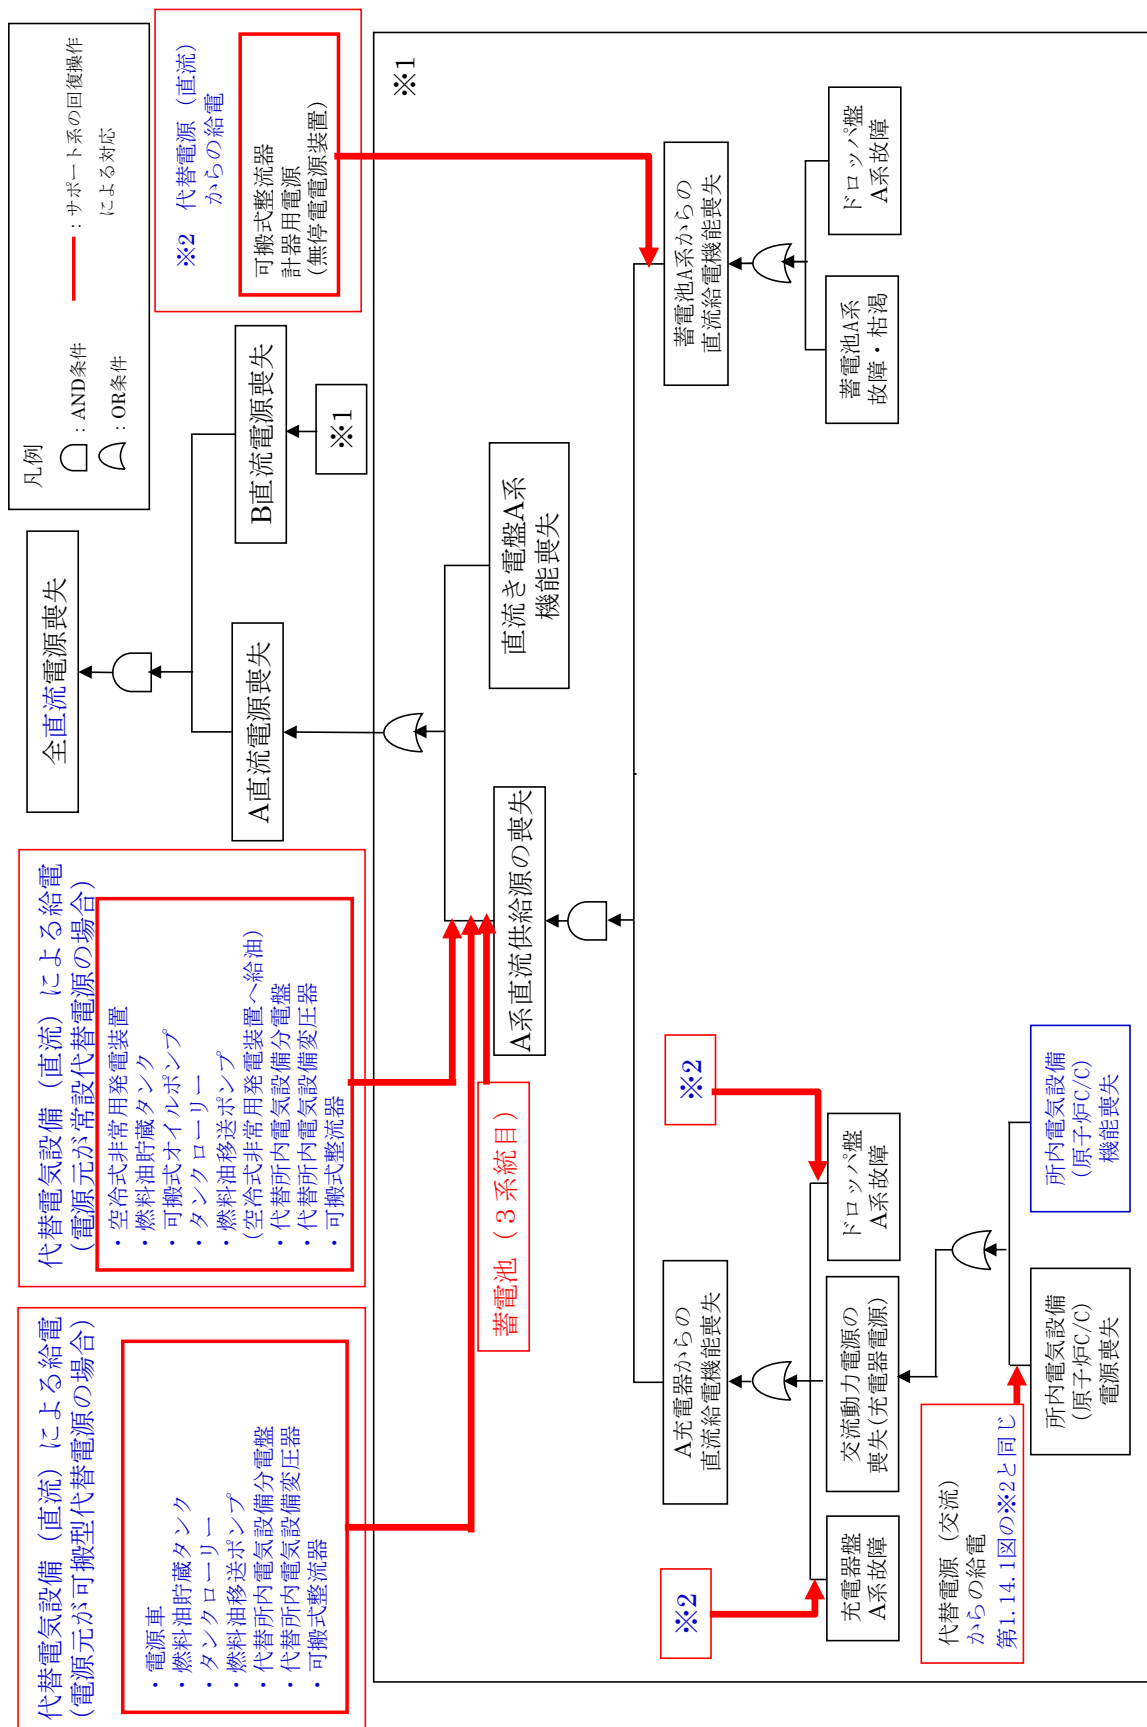 代替電気設備（直流）による給電
(電源元が可搬型代替電源の場合)
・電源車
・燃料油貯蔵タンク
・タンクローリー
・燃料油移送ポンプ
・代替所内電気設備分電盤
・代替所内電気設備変圧器
・可搬式整流器
代替電気設備（直流）による給電
(電源元が常設代替電源の場合)
・空冷式非常用発電装置
・燃料油貯蔵タンク
・可搬式オイルポンプ
・タンクローリー
・燃料油移送ポンプ
(空冷式非常用発電装置へ給油)
・代替所内電気設備分電盤
・代替所内電気設備変圧器
・可搬式整流器
全直流電源喪失
凡例
：AND条件
：OR条件
：サポート系の回復操作
による対応
※2 代替電源（直流）
からの給電
可搬式整流器
計器用電源
(無停電電源装置)
A直流電源喪失
B直流電源喪失
※1
※1
蓄電池（３系統目）
A系直流供給源の喪失
直流き電盤A系
機能喪失
A充電器からの
直流給電機能喪失
蓄電池A系からの
直流給電機能喪失
※2
※2
充電器盤
A系故障
交流動力電源の
喪失(充電器電源)
ドロッパ盤
A系故障
蓄電池A系
故障・枯渇
ドロッパ盤
A系故障
代替電源（交流）
からの給電
第1.14.1図の※2と同じ
所内電気設備
(原子炉C/C)
電源喪失
所内電気設備
(原子炉C/C)
機能喪失